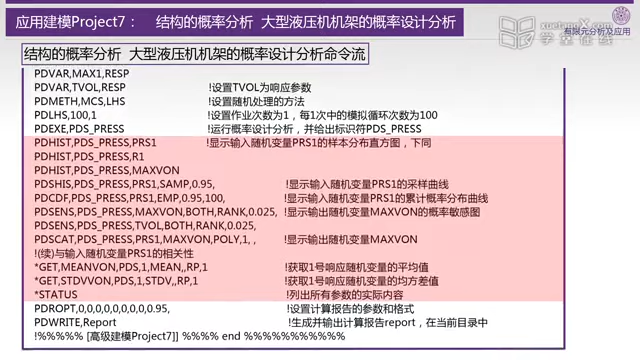 应用建模Project7： 结构的概率分析 大型液压机机架的概率设计分析
xuetangX.com
学堂在线
有限元分析及应用
结构的概率分析 大型液压机机架的概率设计分析命令流
PDVAR,MAX1,RESP
PDVAR,TVOL,RESP !设置TVOL为响应参数
PDMETH,MCS,LHS !设置随机处理的方法
PDLHS,100,1 !设置作业次数为1，每1次中的模拟循环次数为100
PDEXE,PDS_PRESS !运行概率设计分析，并给出标识符PDS_PRESS
PDHIST,PDS_PRESS,PRS1 !显示输入随机变量PRS1的样本分布直方图，下同
PDHIST,PDS_PRESS,R1
PDHIST,PDS_PRESS,MAXVON
PDSHIS,PDS_PRESS,PRS1,SAMP,0.95, !显示输入随机变量PRS1的采样曲线
PDCDF,PDS_PRESS,PRS1,EMP,0.95,100, !显示输入随机变量PRS1的累计概率分布曲线
PDSENS,PDS_PRESS,MAXVON,BOTH,RANK,0.025, !显示输出随机变量MAXVON的概率敏感图
PDSENS,PDS_PRESS,TVOL,BOTH,RANK,0.025,
PDSCAT,PDS_PRESS,PRS1,MAXVON,POLY,1, , !显示输出随机变量MAXVON
!(续)与输入随机变量PRS1的相关性
*GET,MEANVON,PDS,1,MEAN,,RP,1 !获取1号响应随机变量的平均值
*GET,STDVVON,PDS,1,STDV,,RP,1 !获取1号响应随机变量的均方差值
*STATUS !列出所有参数的实际内容
PDROPT,0,0,0,0,0,0,0,0,0.95, !设置计算报告的参数和格式
PDWRITE,Report !生成并输出计算报告report，在当前目录中
!%%%%% [高级建模Project7]] %%%% end %%%%%%%%%%%